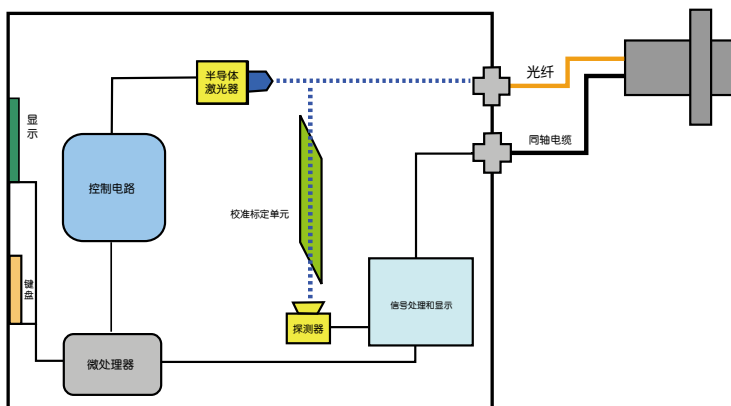 半导体
激光器
光纤
显
示
同轴电缆
控制电路
校准标定单元
键
盘
信号处理和显示
探测器
微处理器